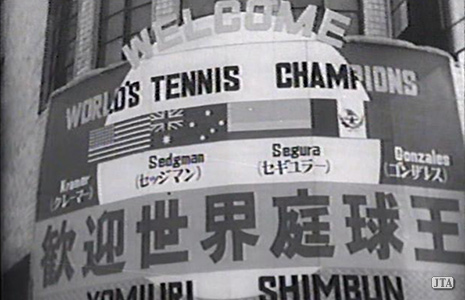 WELCOME
WORLD'S TENNIS CHAMPIONS
Kramer Sedgman Segura Gonzales
(クレーマー) (セッジマン) (セギュラー) (ゴンザレス)
歓迎世界庭球王
YOMIURI SHIMBUN
JTA